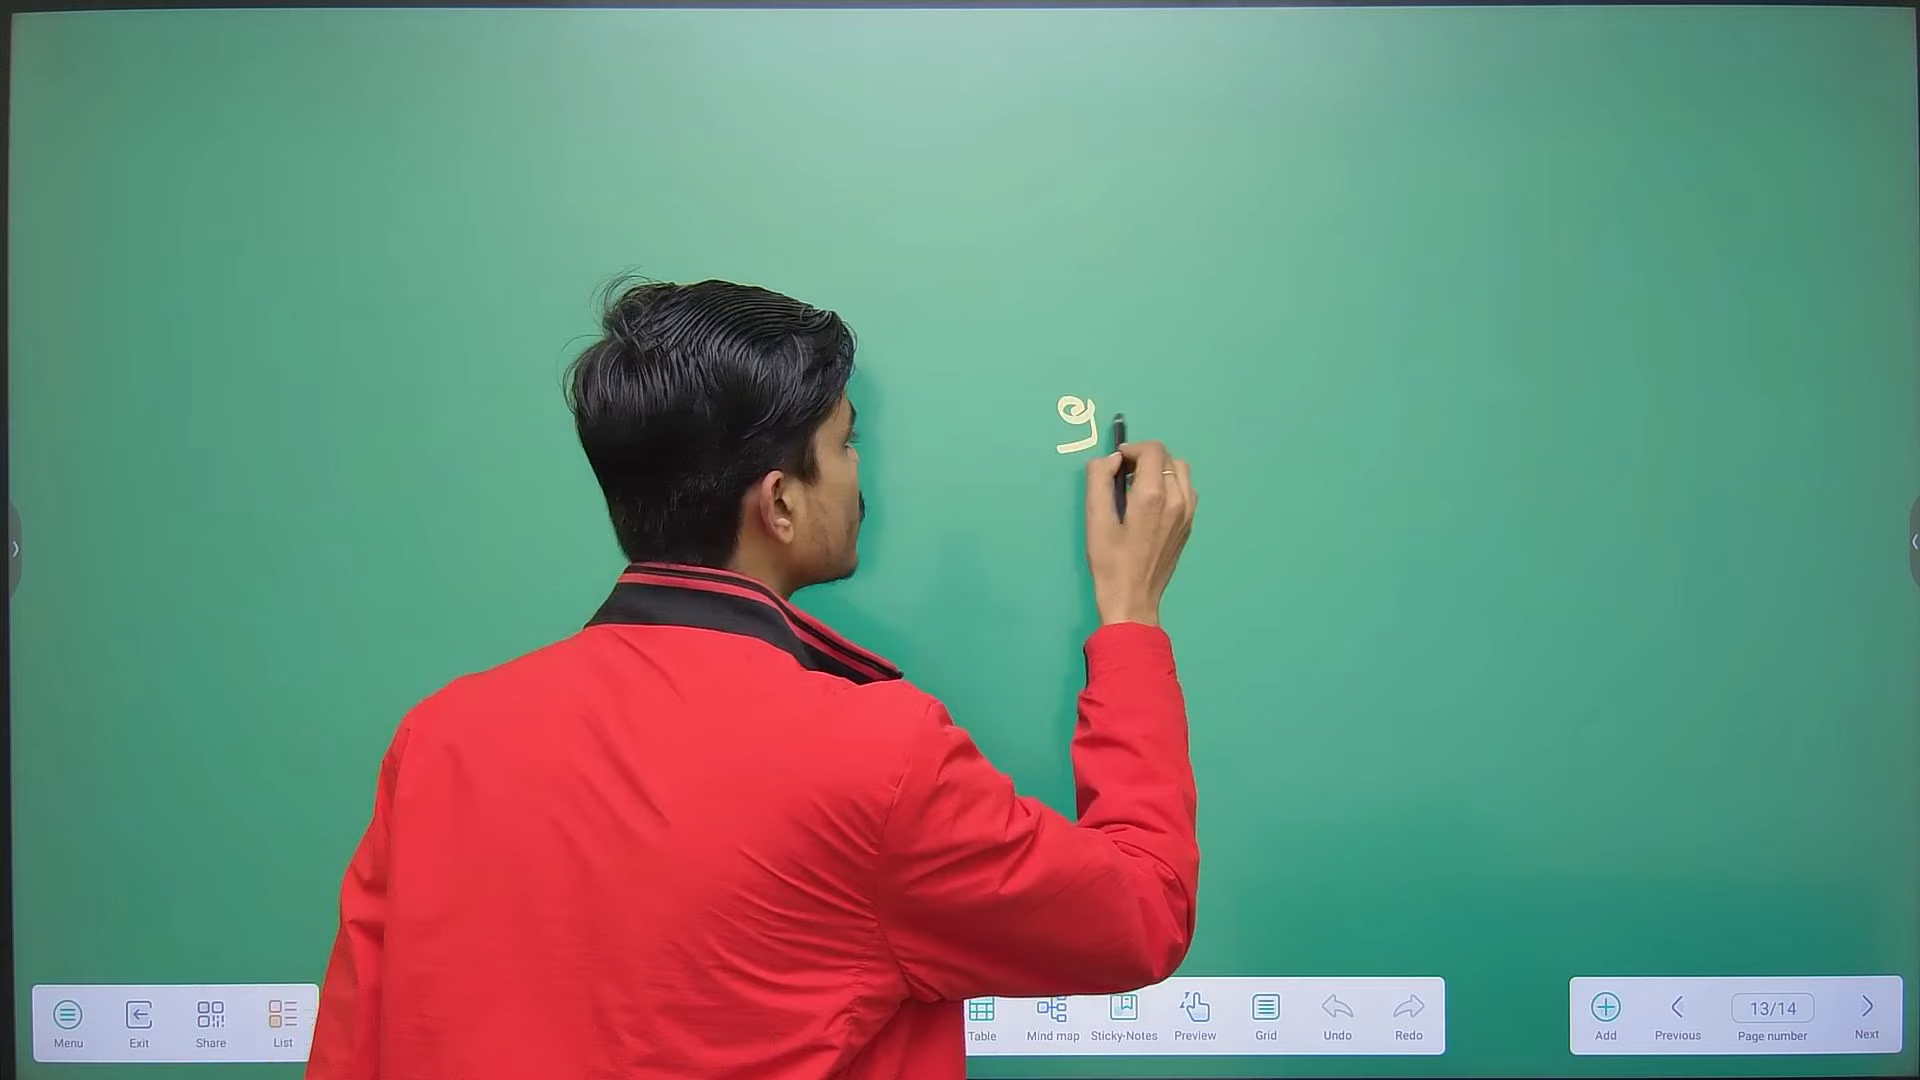 Menu
Exit
Share
List
Table
Mind map
Sticky-Notes
Preview
Grid
Undo
Redo
Add
Previous
13/14
Page number
Next